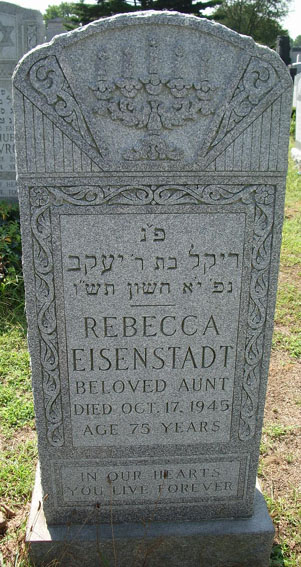 פ"נ
ריקל בת ר' יעקב
נפ' יא חשון תש"ו
REBECCA
EISENSTADT
BELOVED AUNT
DIED OCT. 17, 1945
AGE 75 YEARS
IN OUR HEARTS
YOU LIVE FOREVER